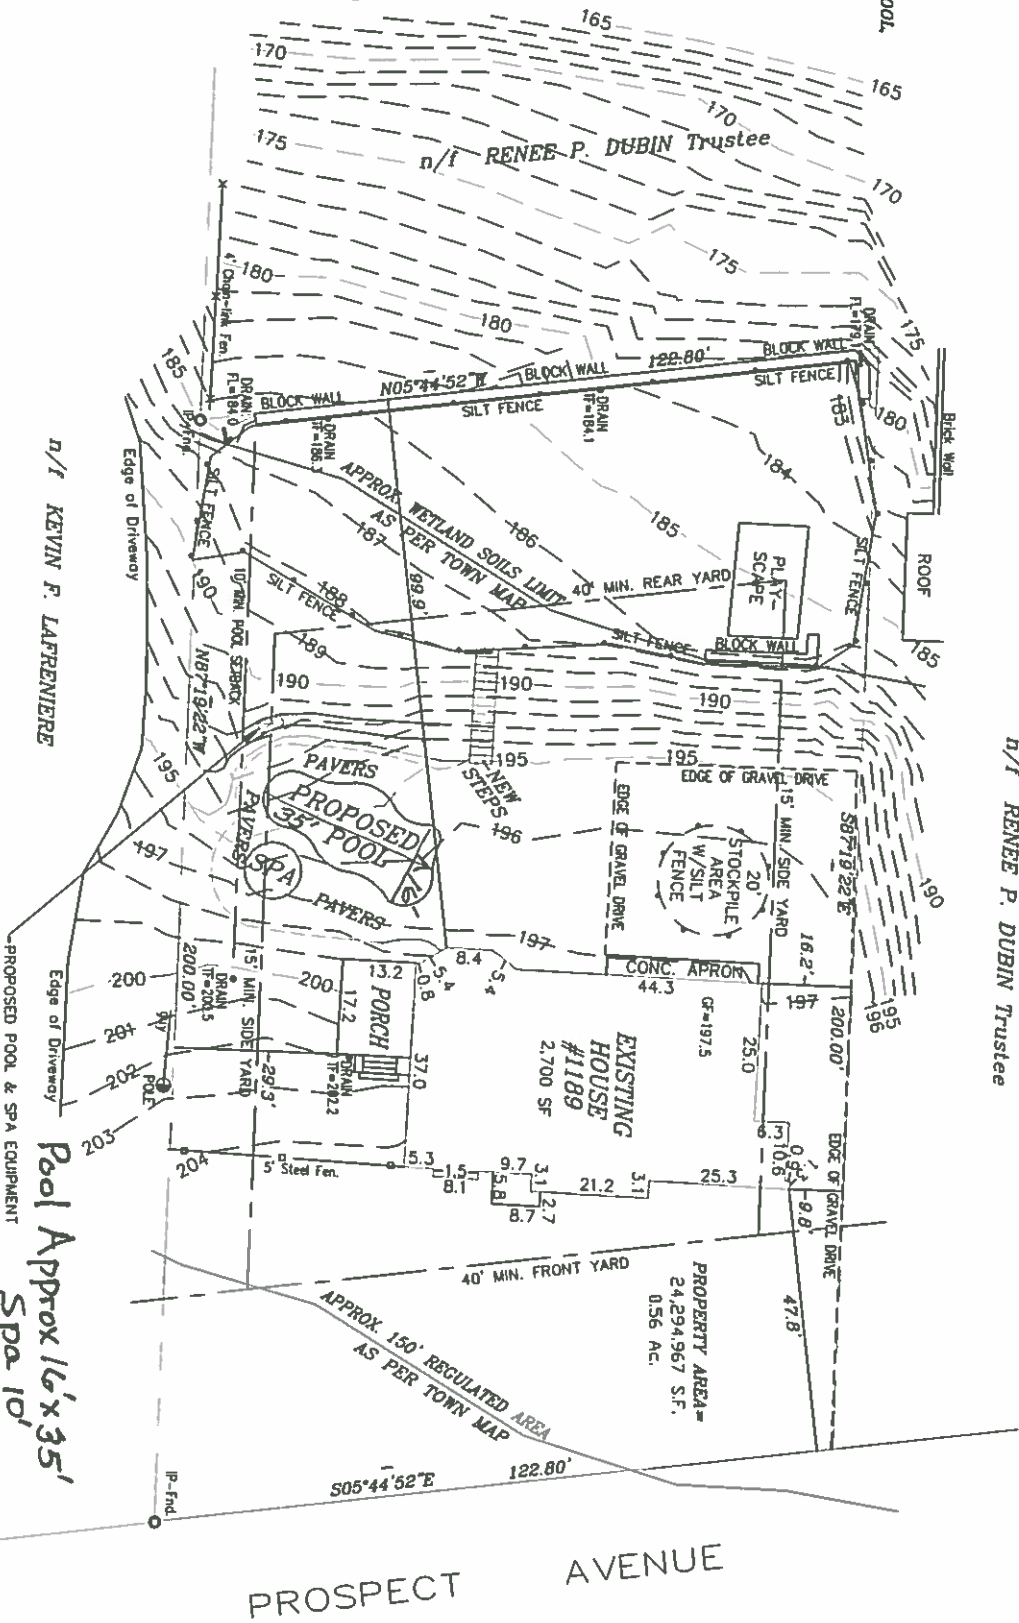 OOL,
165
165
170
170
170
175
175
175
180
180
180
185
185
n/f RENEE P. DUBIN Trustee
4' Chain-link Fen.
DRAIN
FL=184.0
IP-Fnd.
BLOCK WALL
N05°44'52"W
BLOCK WALL
122.80'
BLOCK WALL
SILT FENCE
SILT FENCE
DRAIN
DRAIN
TF=184.1
Brick Wall
ROOF
183
184
185
186
187
188
189
190
190
190
190
APPROX. WETLAND SOILS LIMIT
AS PER TOWN MAP
99.9'
40' MIN. REAR YARD
PLAY-
SCAPE
SILT FENCE
SILT FENCE
SILT FENCE
SILT FENCE
BLOCK WALL
Edge of Driveway
n/f KEVIN F. LAFRENIERE
N87°19'22"W
195
195
195
195
196
196
197
197
197
190
NEW
STEPS
PAVERS
PROPOSED
35' POOL
16'
SPA
PAVERS
PAVERS
EDGE OF GRAVEL DRIVE
EDGE OF GRAVEL DRIVE
20'
STOCKPILE
AREA
W/SILT
FENCE
15' MIN. SIDE YARD
S87°19'22"E
16.2'
200.00'
n/f RENEE P. DUBIN Trustee
CONC. APRON
44.3
8.4
5.4
5.4
0.8
13.2
17.2
PORCH
37.0
GF=197.5
25.0
EXISTING
HOUSE
#1189
2,700 SF
200
200
200.00'
DRAIN
TF=200.5
15' MIN. SIDE YARD
29.3'
DRAIN
TF=202.2
201
202
203
204
Guy
POLE
Edge of Driveway
PROPOSED POOL & SPA EQUIPMENT
5' Steel Fen.
5.3
1.5
8.1
9.7
5.8
3.1
8.7
2.7
21.2
3.1
25.3
6.3
10.6
9.8'
EDGE OF GRAVEL DRIVE
47.8'
40' MIN. FRONT YARD
PROPERTY AREA=
24,294.967 S.F.
0.56 Ac.
Pool Approx 16' x 35'
Spa 10'
APPROX. 150' REGULATED AREA
AS PER TOWN MAP
S05°44'52"E
122.80'
IP-Fnd.
PROSPECT AVENUE